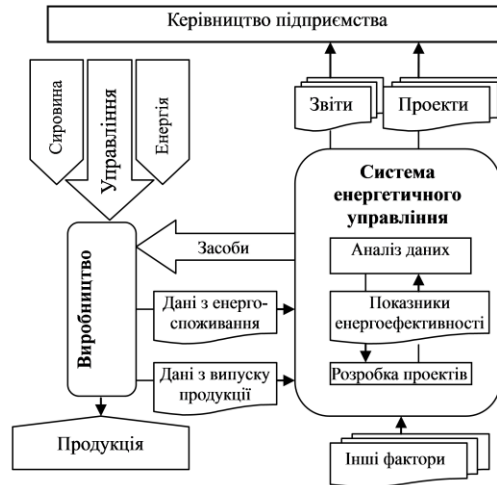 Керівництво підприємства
Сировина
Управління
Енергія
Звіти
Проекти
Система
енергетичного
управління
Засоби
Аналіз даних
Виробництво
Дані з енерго-
споживання
Показники
енергоефективності
Дані з випуску
продукції
Розробка проектів
Продукція
Інші фактори